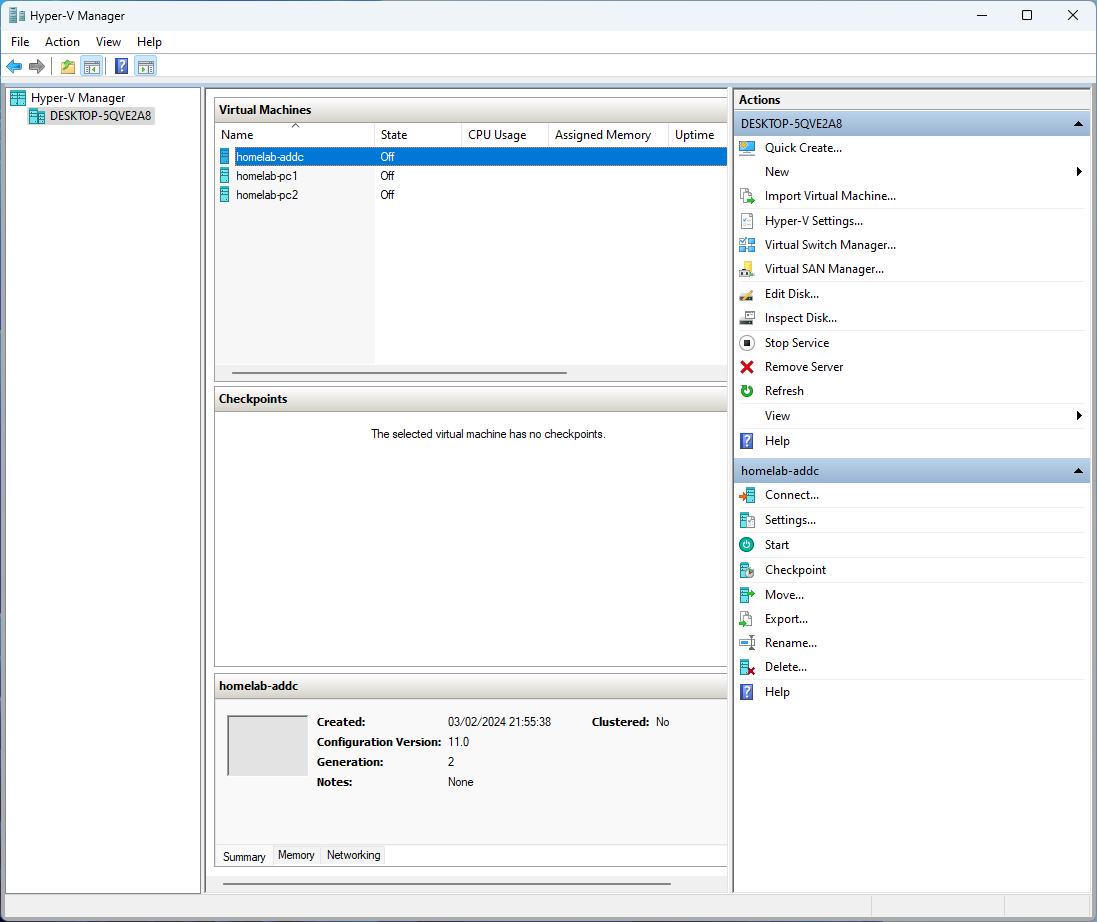 Hyper-V Manager
File Action View Help
Hyper-V Manager
DESKTOP-5QVE2A8
Virtual Machines
Name State CPU Usage Assigned Memory Uptime
homelab-addc Off
homelab-pc1 Off
homelab-pc2 Off
Checkpoints
The selected virtual machine has no checkpoints.
homelab-addc
Created: 03/02/2024 21:55:38 Clustered: No
Configuration Version: 11.0
Generation: 2
Notes: None
Summary Memory Networking
Actions
DESKTOP-5QVE2A8
Quick Create...
New
Import Virtual Machine...
Hyper-V Settings...
Virtual Switch Manager...
Virtual SAN Manager...
Edit Disk...
Inspect Disk...
Stop Service
Remove Server
Refresh
View
Help
homelab-addc
Connect...
Settings...
Start
Checkpoint
Move...
Export...
Rename...
Delete...
Help